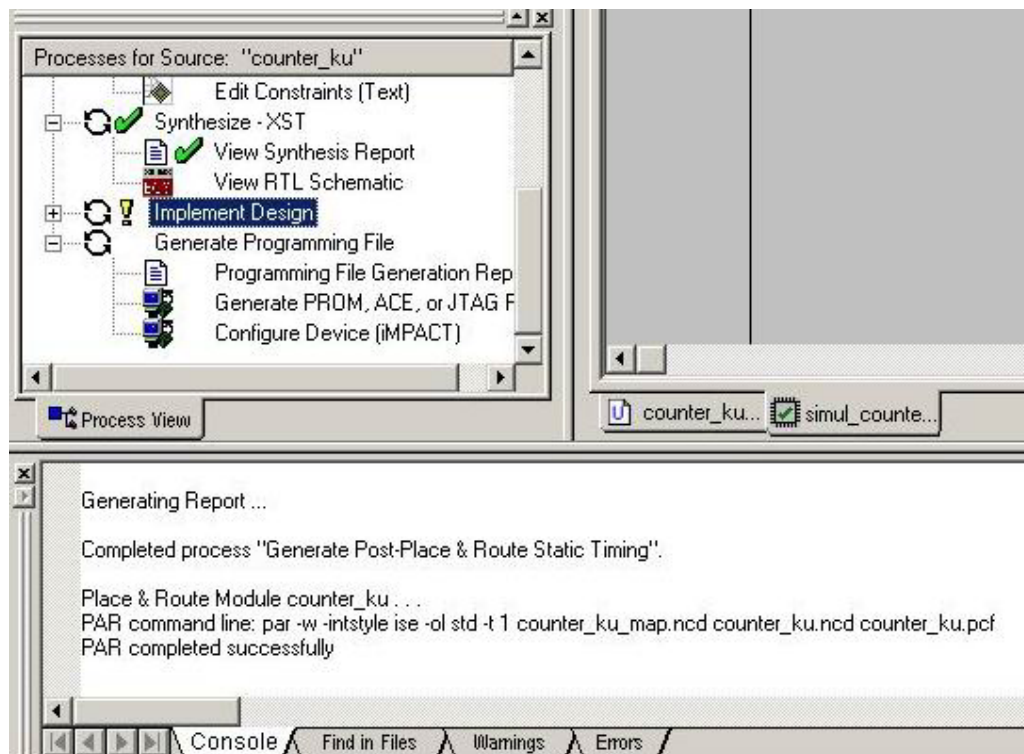 Processes for Source: "counter_ku"
Edit Constraints (Text)
Synthesize - XST
View Synthesis Report
View RTL Schematic
Implement Design
Generate Programming File
Programming File Generation Rep
Generate PROM, ACE, or JTAG F
Configure Device (iMPACT)
Process View
counter_ku... simul_counte...
Generating Report ...
Completed process "Generate Post-Place & Route Static Timing".
Place & Route Module counter_ku . . .
PAR command line: par -w -intstyle ise -ol std -t 1 counter_ku_map.ncd counter_ku.ncd counter_ku.pcf
PAR completed successfully
Console Find in Files Warnings Errors